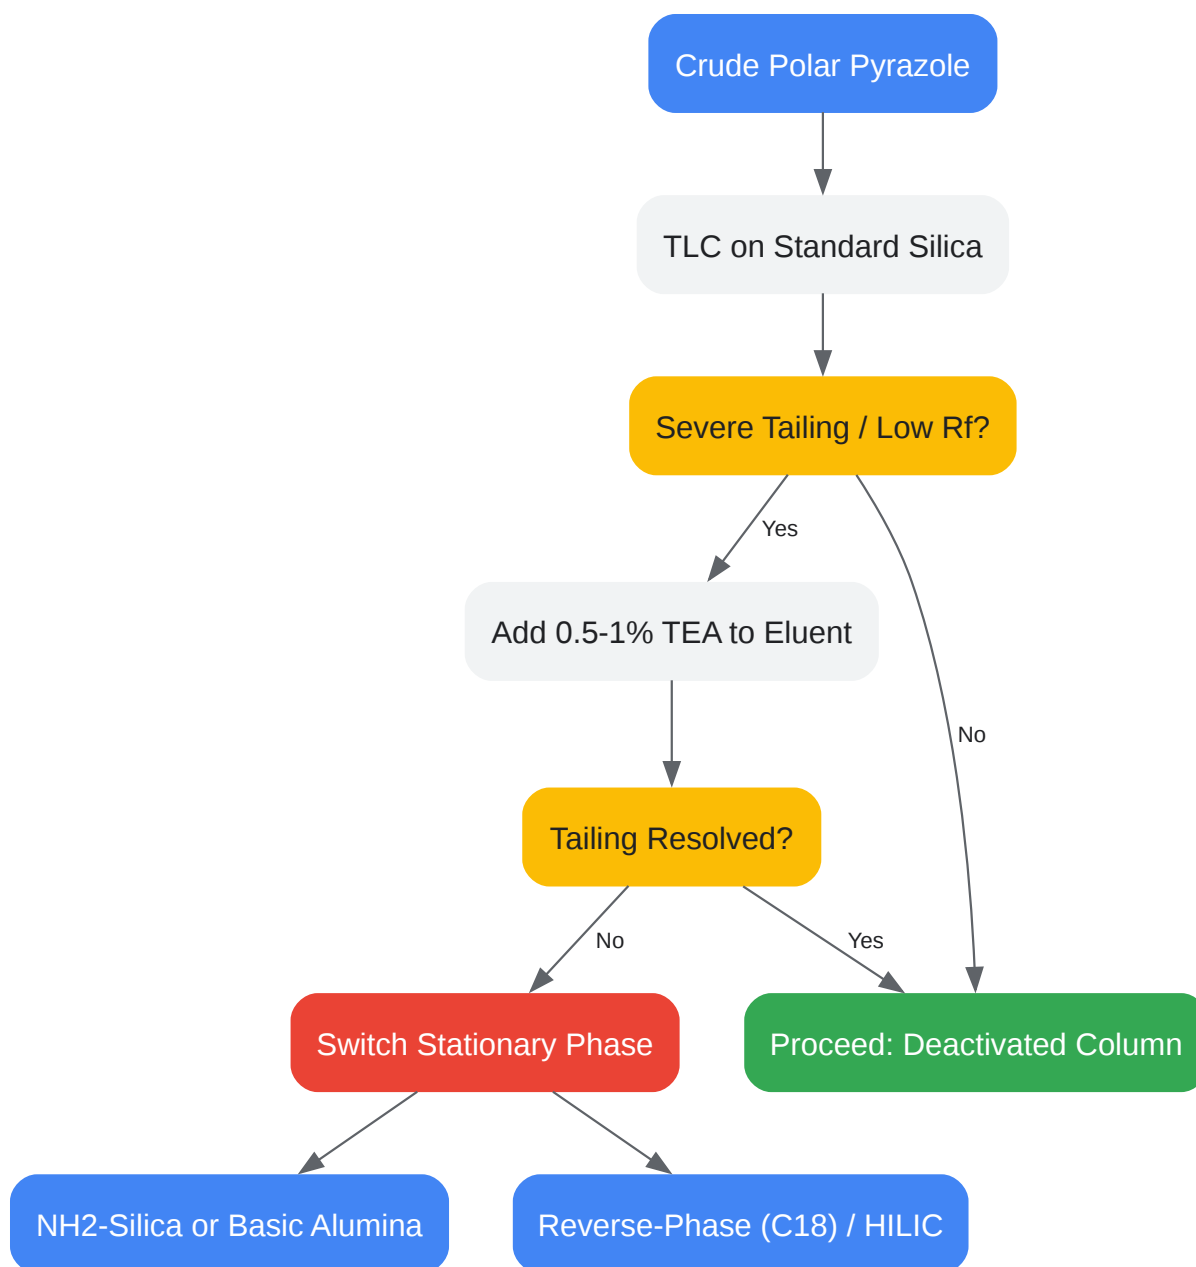 Crude Polar Pyrazole
TLC on Standard Silica
Severe Tailing / Low Rf?
Yes
Add 0.5-1% TEA to Eluent
No
Tailing Resolved?
No
Yes
Switch Stationary Phase
Proceed: Deactivated Column
NH2-Silica or Basic Alumina
Reverse-Phase (C18) / HILIC